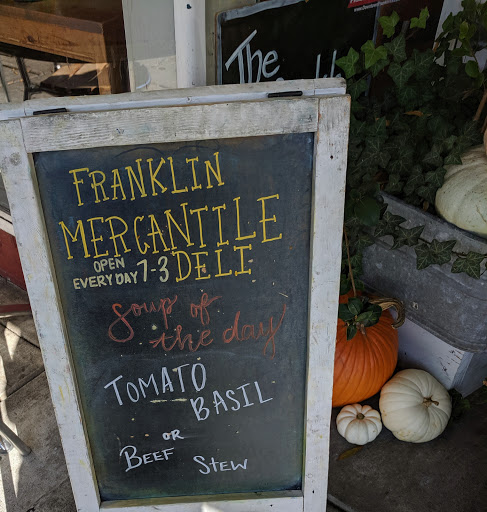 The
FRANKLIN
MERCANTILE
OPEN
EVERY DAY 7-3 DELI
soup of
the day
TOMATO
BASIL
OR
BEEF STEW